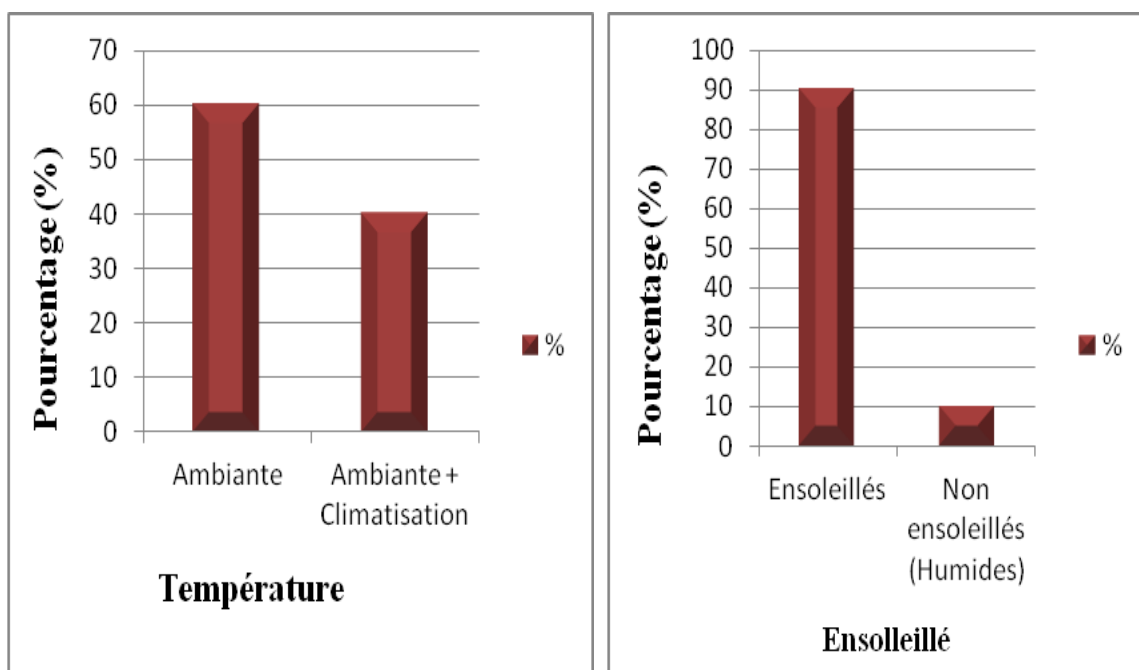 70
60
50
40
30
20
10
0
Pourcentage (%)
Ambiante
Ambiante +
Climatisation
%
Température
100
90
80
70
60
50
40
30
20
10
0
Pourcentage (%)
Ensoleillés
Non
ensoleillés
(Humides)
%
Ensolleillé